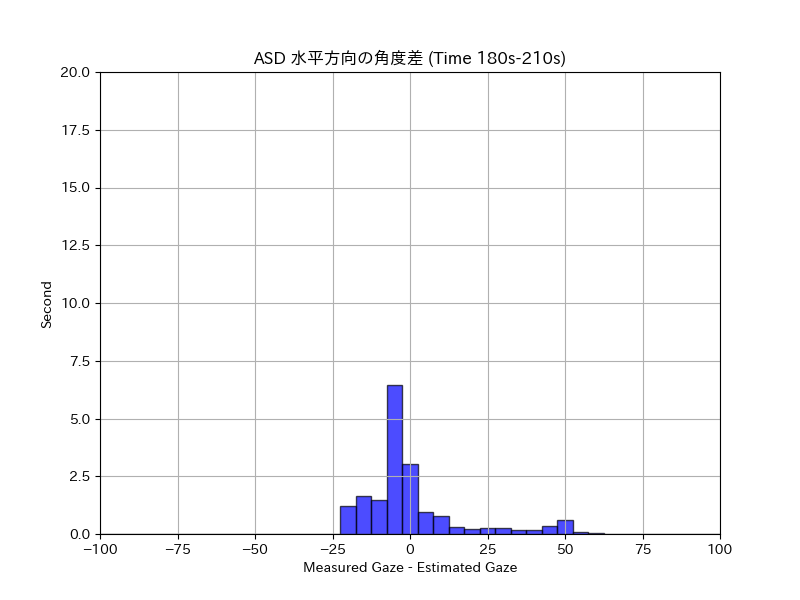 ASD 水平方向の角度差 (Time 180s-210s)
20.0
17.5
15.0
12.5
10.0
7.5
5.0
2.5
0.0
Second
−100 −75 −50 −25 0 25 50 75 100
Measured Gaze - Estimated Gaze